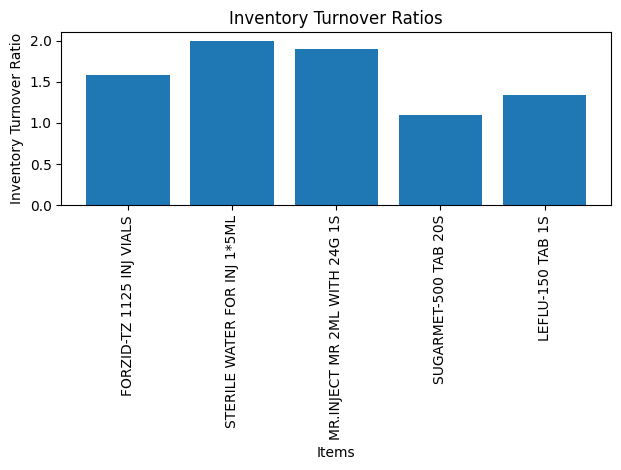 Inventory Turnover Ratios
Inventory Turnover Ratio
2.0
1.5
1.0
0.5
0.0
FORZID-TZ 1125 INJ VIALS
STERILE WATER FOR INJ 1*5ML
MR.INJECT MR 2ML WITH 24G 1S
SUGARMET-500 TAB 20S
LEFLU-150 TAB 1S
Items